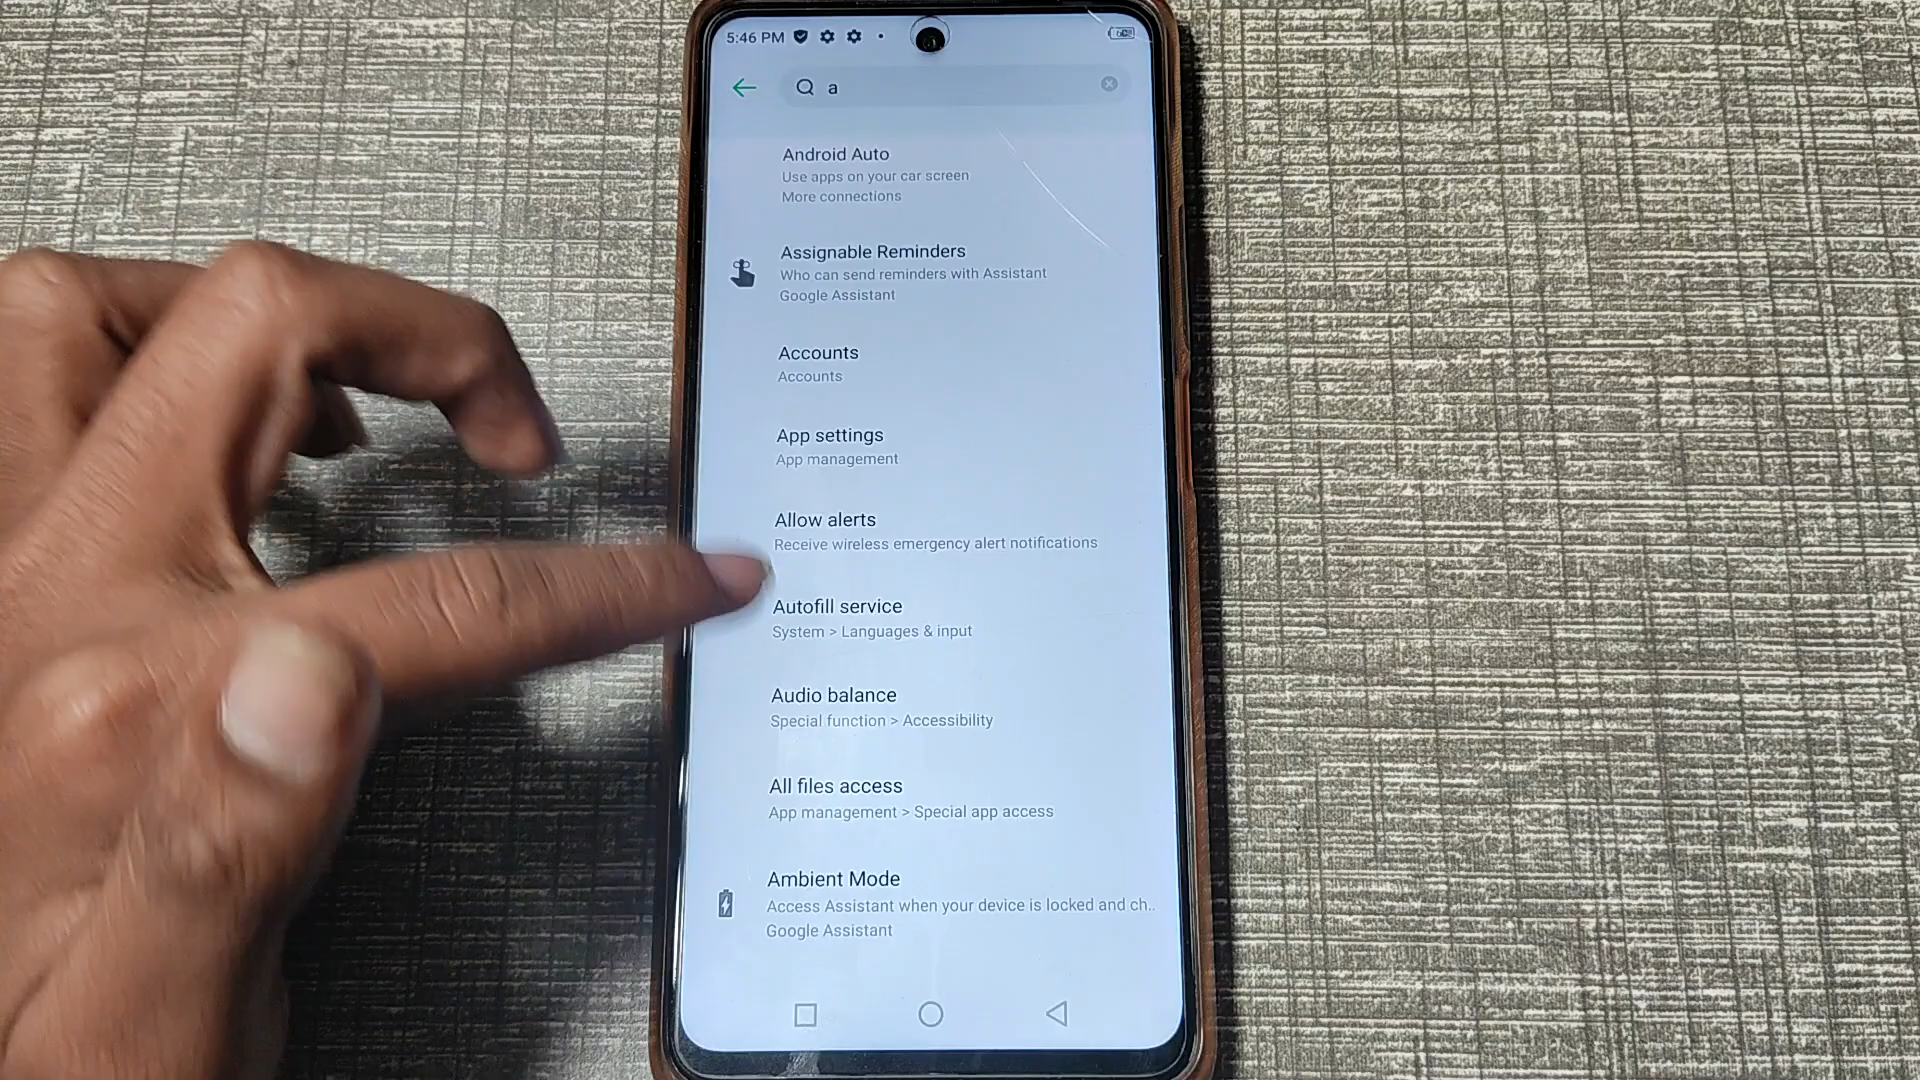 5:46 PM
a
Android Auto
Use apps on your car screen
More connections
Assignable Reminders
Who can send reminders with Assistant
Google Assistant
Accounts
Accounts
App settings
App management
Allow alerts
Receive wireless emergency alert notifications
Autofill service
System > Languages & input
Audio balance
Special function > Accessibility
All files access
App management > Special app access
Ambient Mode
Access Assistant when your device is locked and ch..
Google Assistant